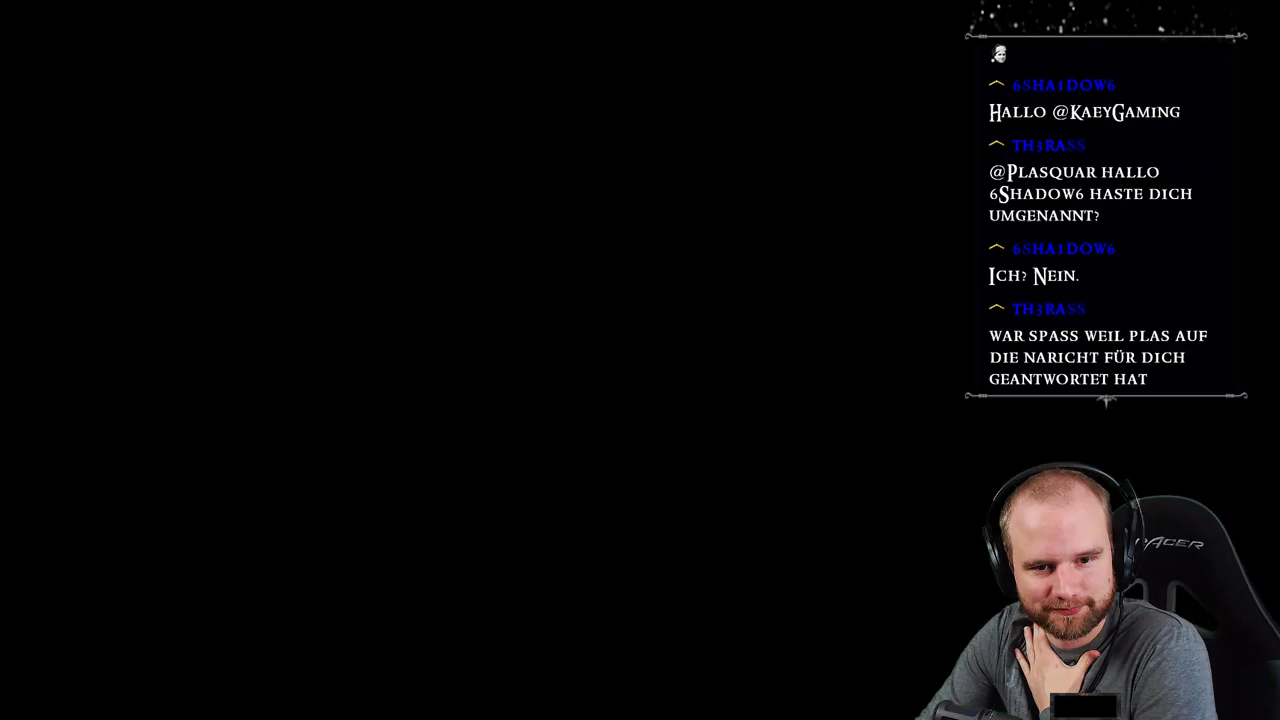 6SHA1DOW6
Hallo @KaeyGaming
TH3RASS
@Plasquar hallo
6Shadow6 haste dich
umgenannt?
6SHA1DOW6
Ich? Nein.
TH3RASS
war spass weil plas auf
die naricht für dich
geantwortet hat
RACER